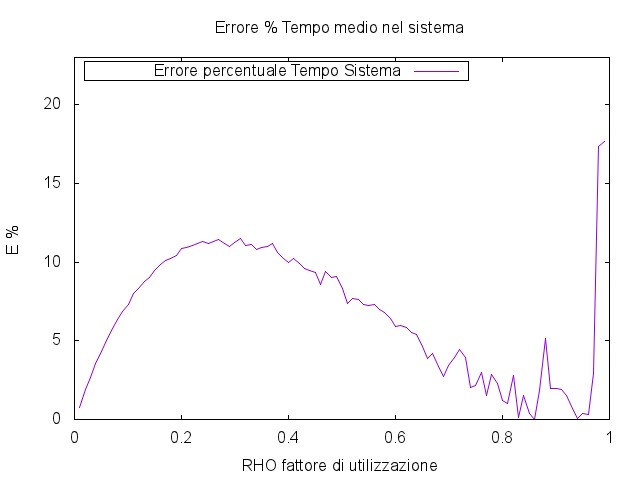 Errore % Tempo medio nel sistema
Errore percentuale Tempo Sistema
20
15
10
5
0
E %
0 0.2 0.4 0.6 0.8 1
RHO fattore di utilizzazione